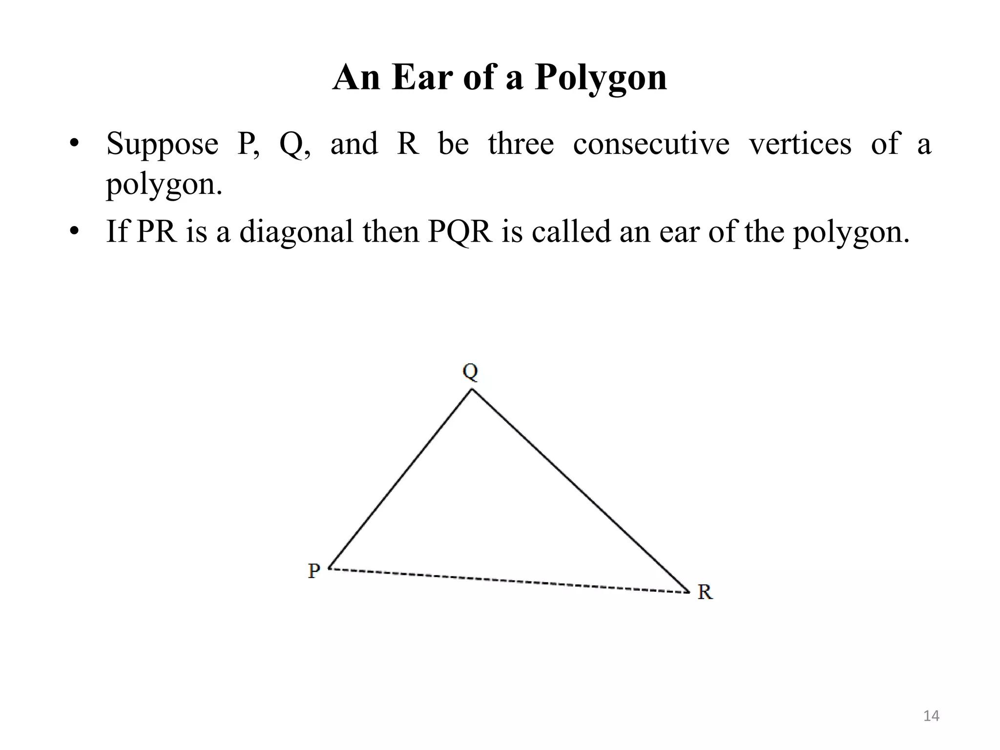 An Ear of a Polygon
• Suppose P, Q, and R be three consecutive vertices of a
polygon.
• If PR is a diagonal then PQR is called an ear of the polygon.
Q
P
R
14